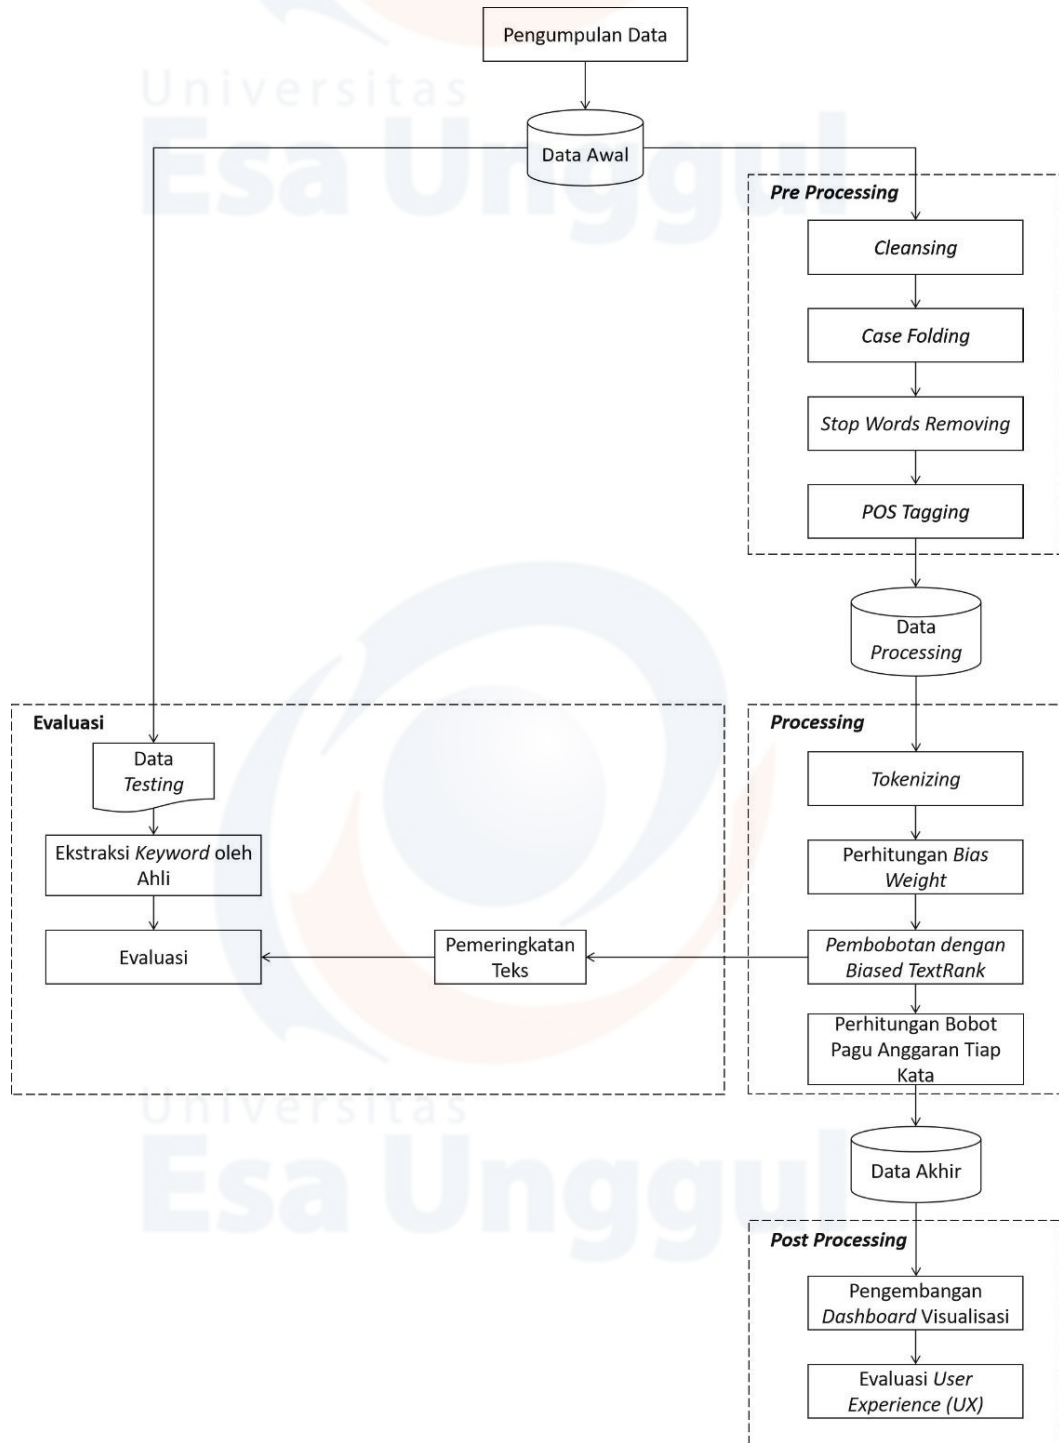 Pengumpulan Data
Universitas
Esa Unggul
Data Awal
Pre Processing
Cleansing
Case Folding
Stop Words Removing
POS Tagging
Data
Processing
Evaluasi
Data
Testing
Ekstraksi Keyword oleh
Ahli
Evaluasi
Pemeringkatan
Teks
Processing
Tokenizing
Perhitungan Bias
Weight
Pembobotan dengan
Biased TextRank
Perhitungan Bobot
Pagu Anggaran Tiap
Kata
Universitas
Esa Unggul
Data Akhir
Post Processing
Pengembangan
Dashboard Visualisasi
Evaluasi User
Experience (UX)